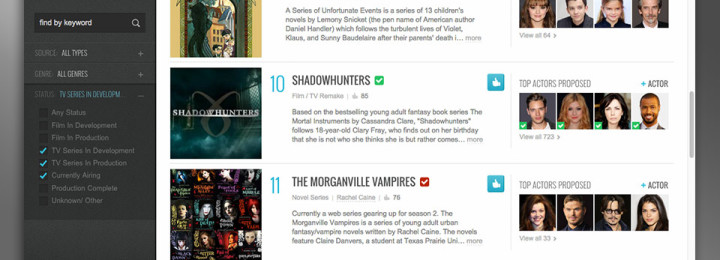 find by keyword
SOURCE: ALL TYPES +
GENRE: ALL GENRES +
STATUS: TV SERIES IN DEVELOPM... –
Any Status
Film In Development
Film In Production
TV Series In Development
TV Series In Production
Currently Airing
Production Complete
Unknown/ Other
A Series of Unfortunate Events is a series of 13 children's
novels by Lemony Snicket (the pen name of American author
Daniel Handler) which follows the turbulent lives of Violet,
Klaus, and Sunny Baudelaire after their parents' death i... more
View all 64 >
10 SHADOWHUNTERS
Film / TV Remake | 85
Based on the bestselling young adult fantasy book series The
Mortal Instruments by Cassandra Clare, "Shadowhunters"
follows 18-year-old Clary Fray, who finds out on her birthday
that she is not who she thinks she is but rather comes... more
SHADOWHUNTERS
TOP ACTORS PROPOSED + ACTOR
View all 723 >
11 THE MORGANVILLE VAMPIRES
Novel Series | Rachel Caine | 76
Currently a web series gearing up for season 2. The
Morganville Vampires is a series of young adult urban
fantasy/vampire novels written by Rachel Caine. The novels
feature Claire Danvers, a student at Texas Prairie Uni... more
TOP ACTORS PROPOSED + ACTOR
View all 33 >